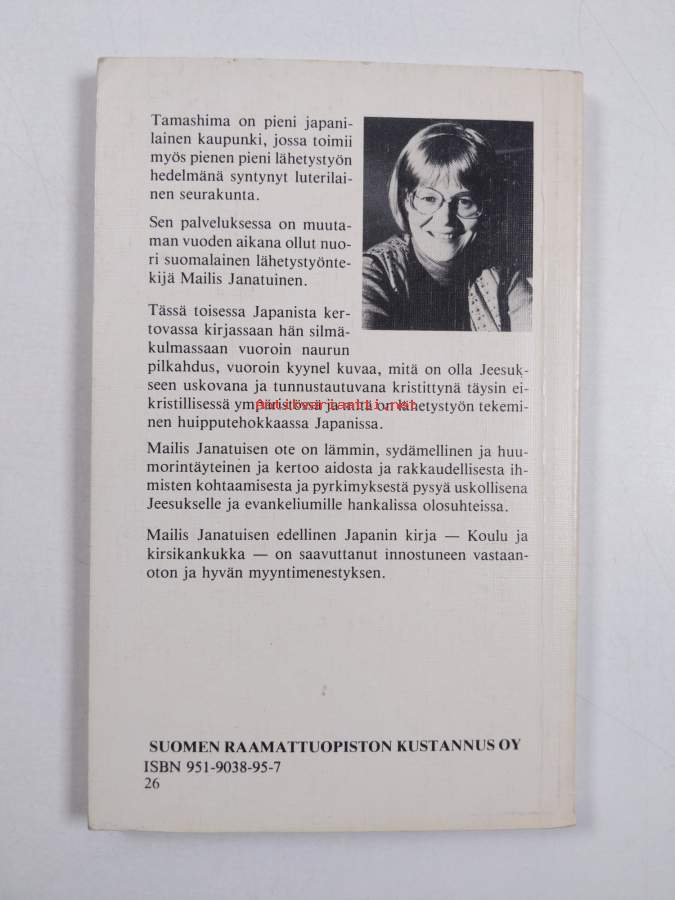 Tamashima on pieni japani-
lainen kaupunki, jossa toimii
myös pienen pieni lähetystyön
hedelmänä syntynyt luterilai-
nen seurakunta.
Sen palveluksessa on muuta-
man vuoden aikana ollut nuo-
ri suomalainen lähetystyönte-
kijä Mailis Janatuinen.
Tässä toisessa Japanista ker-
tovassa kirjassaan hän silmä-
kulmassaan vuoroin naurun
pilkahdus, vuoroin kyynel kuvaa, mitä on olla Jeesuk-
seen uskovana ja tunnustautuvana kristittynä täysin ei-
kristillisessä ympäristössä ja mitä on lähetystyön tekemi-
nen huipputehokkaassa Japanissa.
Mailis Janatuisen ote on lämmin, sydämellinen ja huu-
morintäyteinen ja kertoo aidosta ja rakkaudellisesta ih-
misten kohtaamisesta ja pyrkimyksestä pysyä uskollisena
Jeesukselle ja evankeliumille hankalissa olosuhteissa.
Mailis Janatuisen edellinen Japanin kirja — Koulu ja
kirsikankukka — on saavuttanut innostuneen vastaan-
oton ja hyvän myyntimenestyksen.
SUOMEN RAAMATTUOPISTON KUSTANNUS OY
ISBN 951-9038-95-7
26